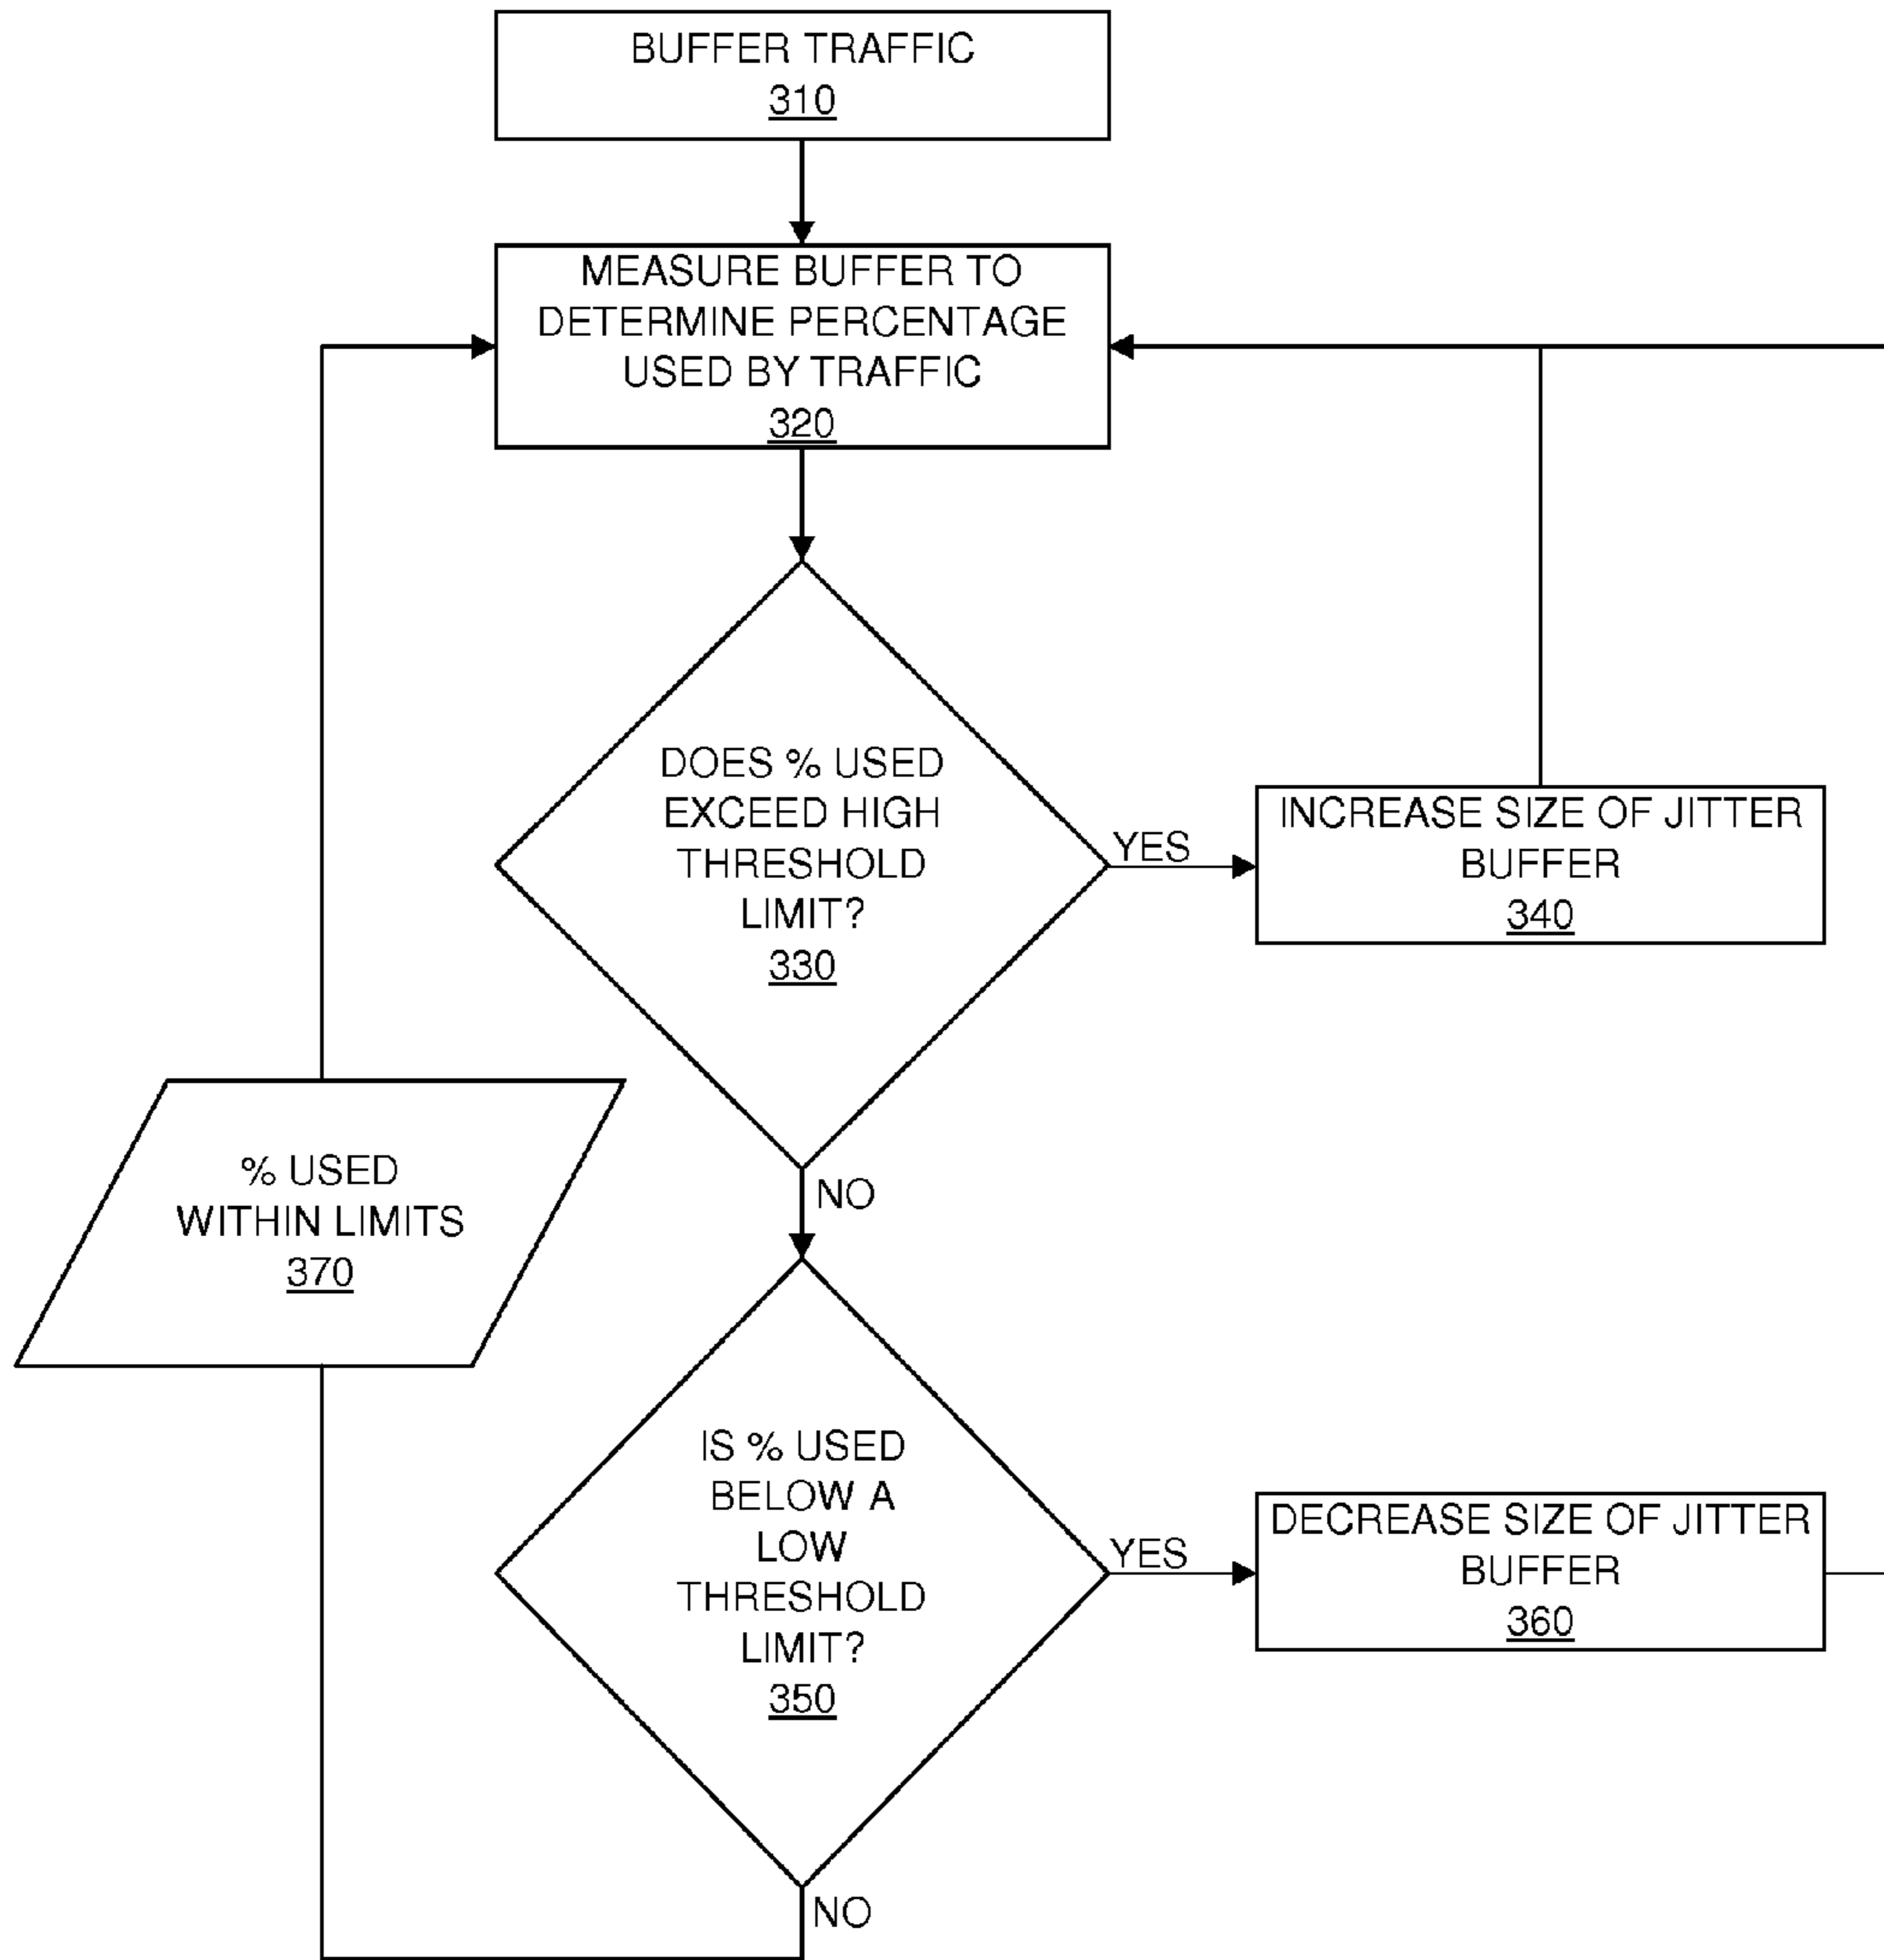 BUFFER TRAFFIC
310
MEASURE BUFFER TO
DETERMINE PERCENTAGE
USED BY TRAFFIC
320
DOES % USED
EXCEED HIGH
THRESHOLD
LIMIT?
330
YES
INCREASE SIZE OF JITTER
BUFFER
340
NO
% USED
WITHIN LIMITS
370
IS % USED
BELOW A
LOW
THRESHOLD
LIMIT?
350
YES
DECREASE SIZE OF JITTER
BUFFER
360
NO